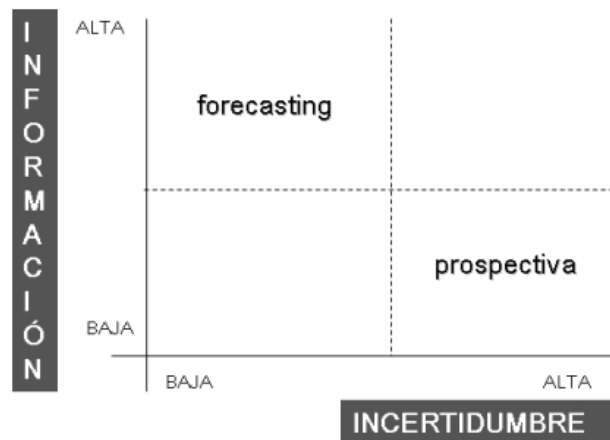 INFORMACIÓN
ALTA
forecasting
prospectiva
BAJA
BAJA
ALTA
INCERTIDUMBRE